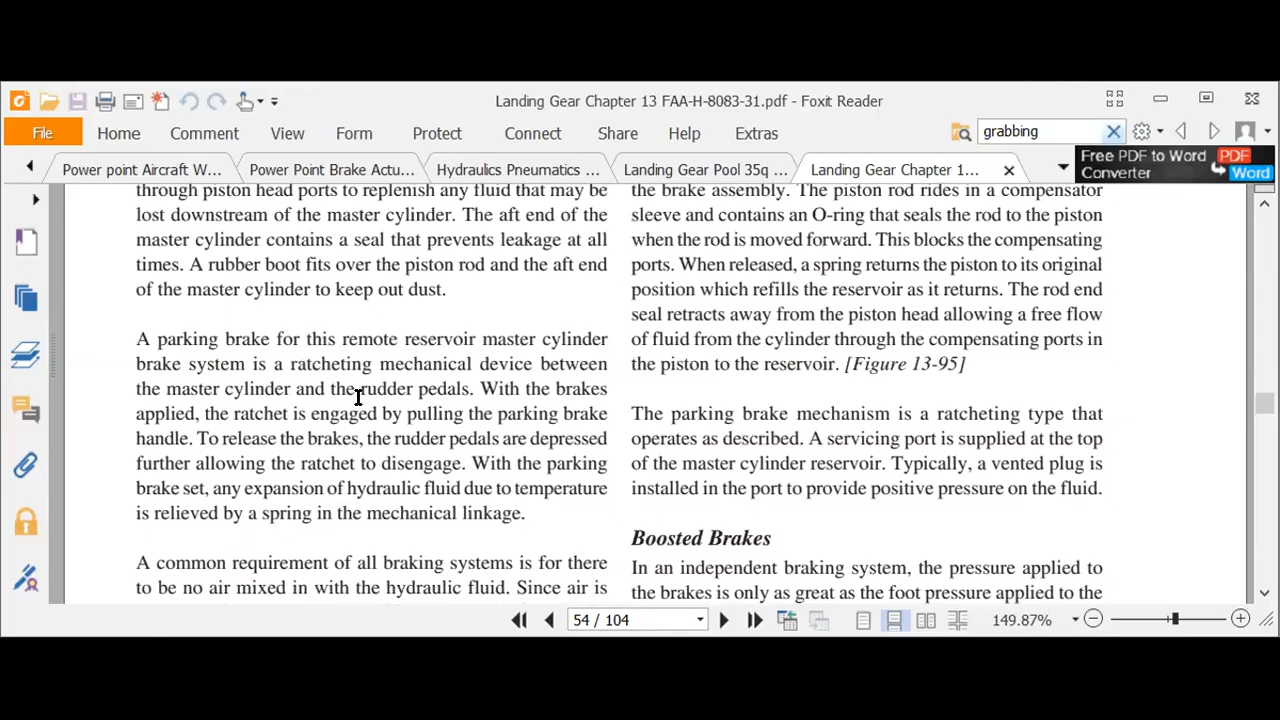 Landing Gear Chapter 13 FAA-H-8083-31.pdf - Foxit Reader
File Home Comment View Form Protect Connect Share Help Extras
grabbing
Power point Aircraft W... Power Point Brake Actu... Hydraulics Pneumatics ... Landing Gear Pool 35q ... Landing Gear Chapter 1...
Free PDF to Word PDF
Converter Word
through piston head ports to replenish any fluid that may be
lost downstream of the master cylinder. The aft end of the
master cylinder contains a seal that prevents leakage at all
times. A rubber boot fits over the piston rod and the aft end
of the master cylinder to keep out dust.
A parking brake for this remote reservoir master cylinder
brake system is a ratcheting mechanical device between
the master cylinder and the rudder pedals. With the brakes
applied, the ratchet is engaged by pulling the parking brake
handle. To release the brakes, the rudder pedals are depressed
further allowing the ratchet to disengage. With the parking
brake set, any expansion of hydraulic fluid due to temperature
is relieved by a spring in the mechanical linkage.
A common requirement of all braking systems is for there
to be no air mixed in with the hydraulic fluid. Since air is
the brake assembly. The piston rod rides in a compensator
sleeve and contains an O-ring that seals the rod to the piston
when the rod is moved forward. This blocks the compensating
ports. When released, a spring returns the piston to its original
position which refills the reservoir as it returns. The rod end
seal retracts away from the piston head allowing a free flow
of fluid from the cylinder through the compensating ports in
the piston to the reservoir. [Figure 13-95]
The parking brake mechanism is a ratcheting type that
operates as described. A servicing port is supplied at the top
of the master cylinder reservoir. Typically, a vented plug is
installed in the port to provide positive pressure on the fluid.
Boosted Brakes
In an independent braking system, the pressure applied to
the brakes is only as great as the foot pressure applied to the
54 / 104
149.87%